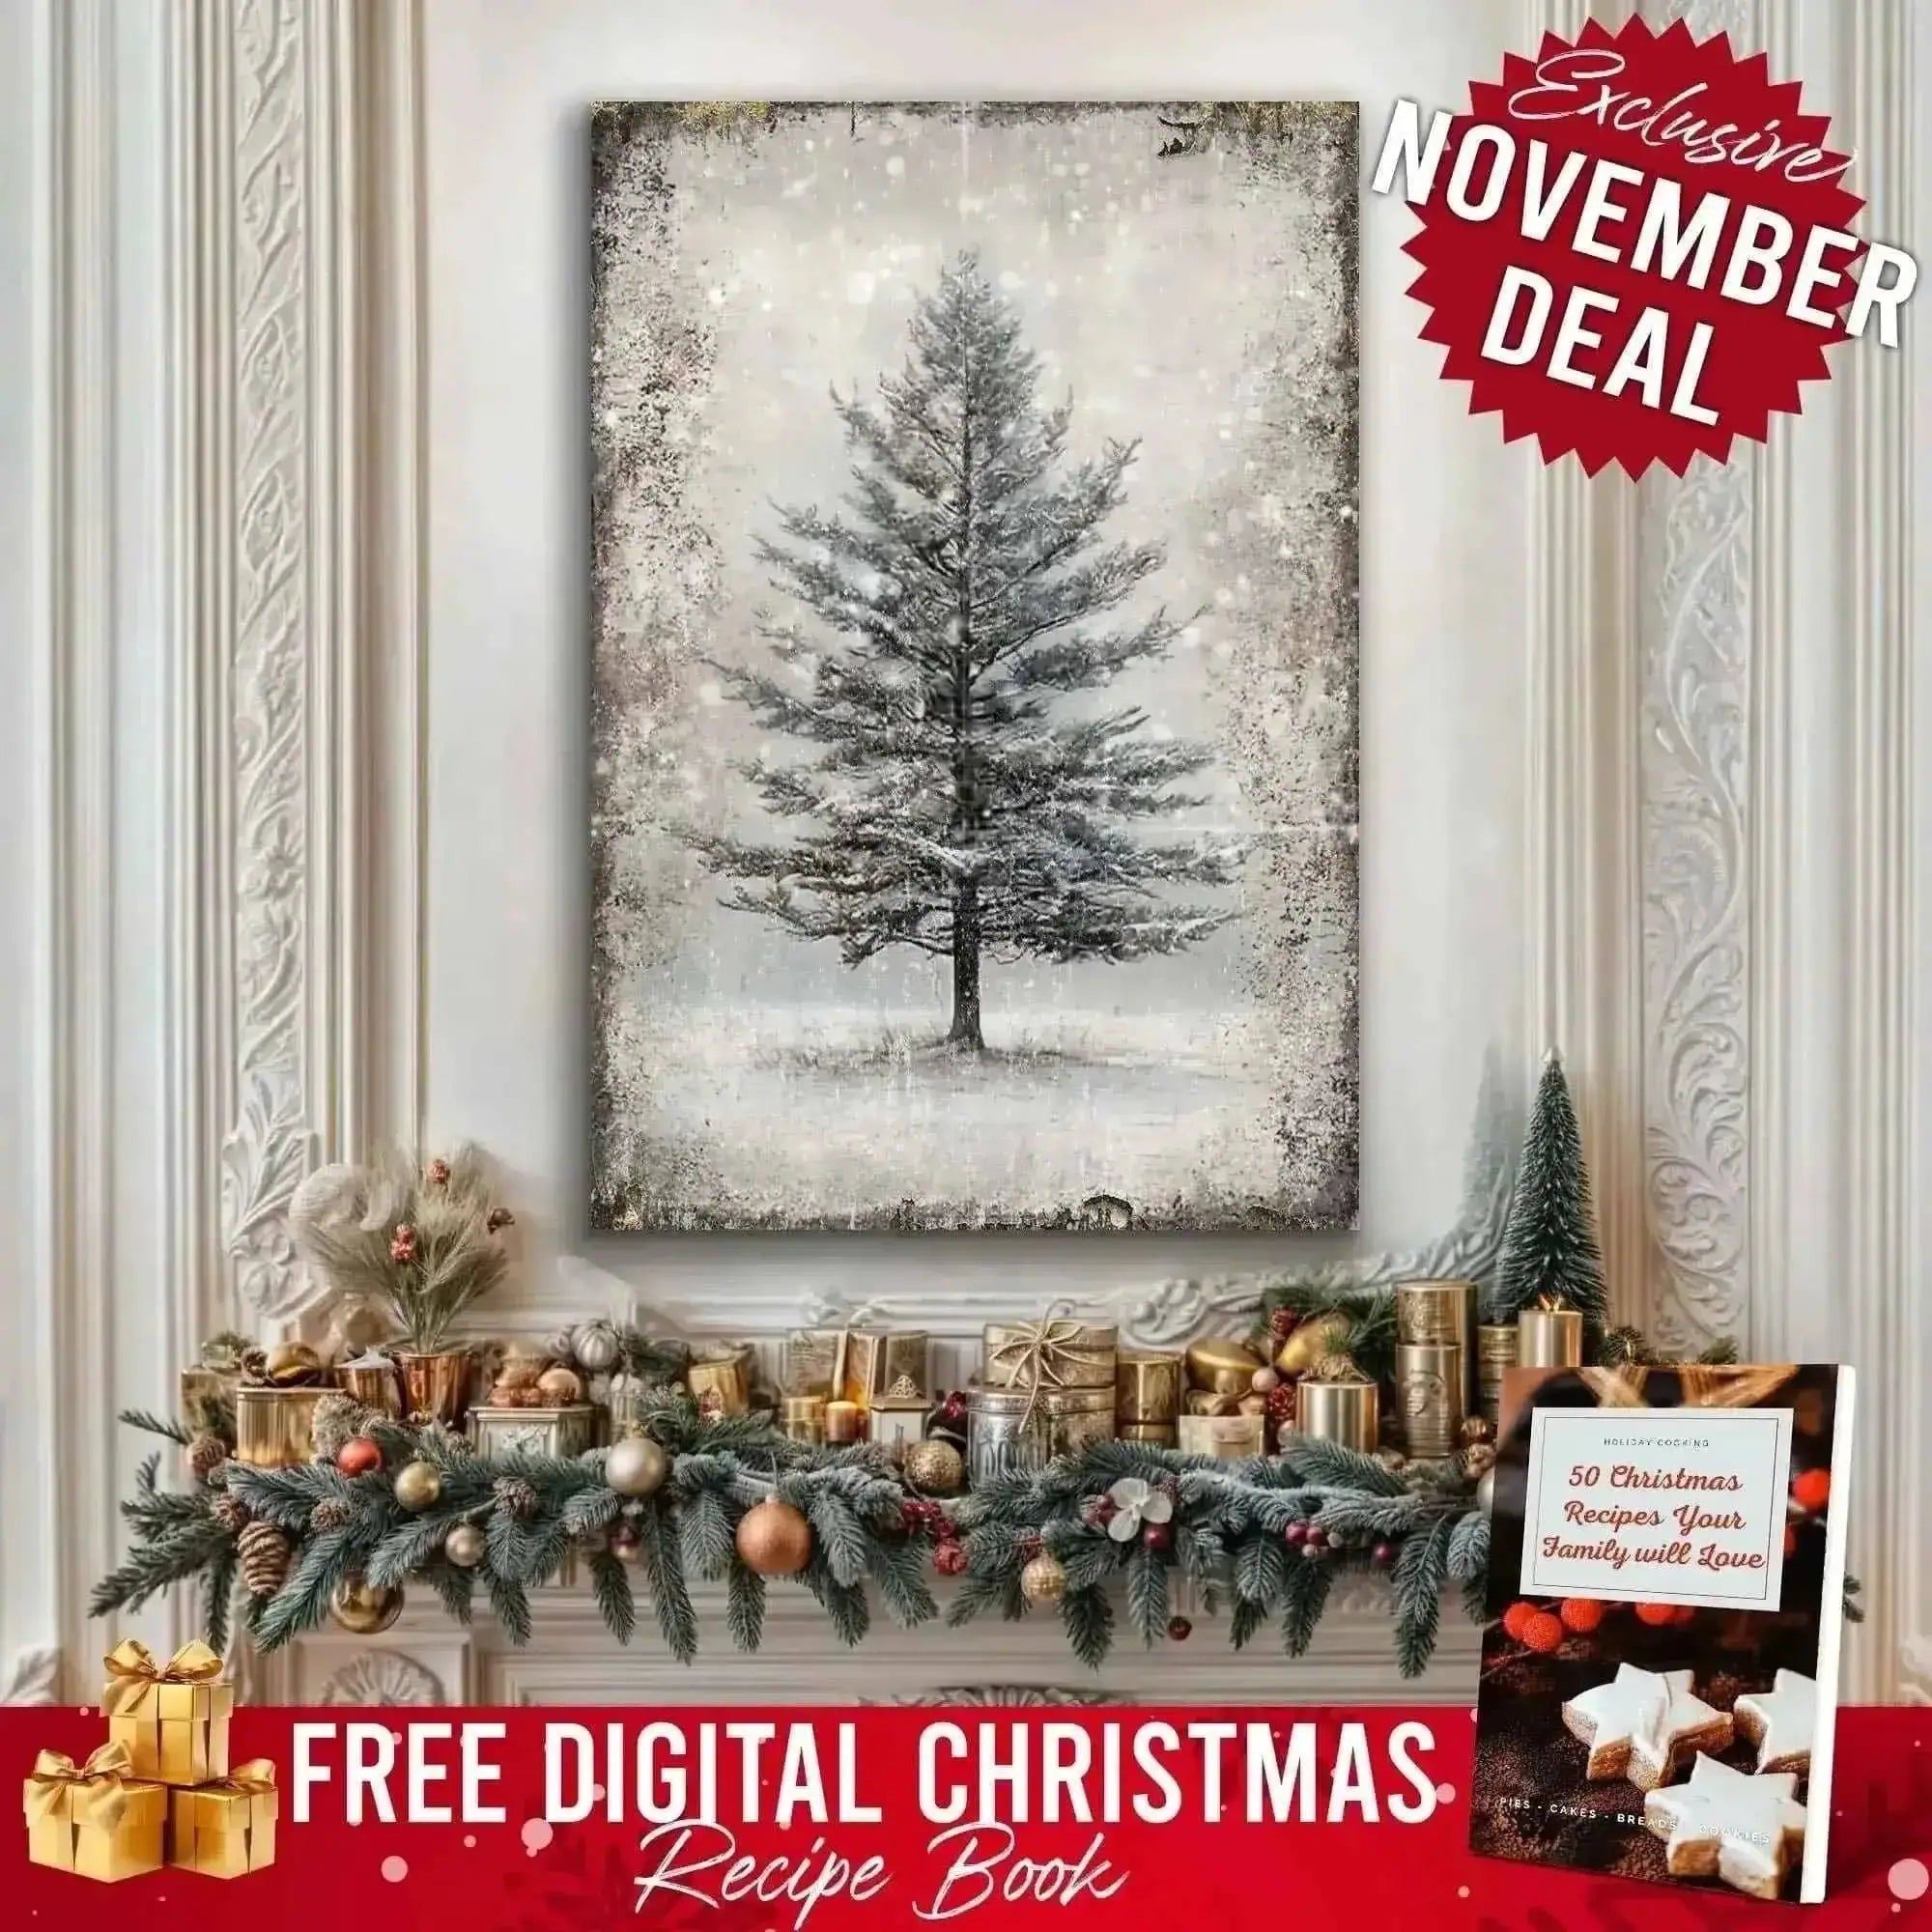 Exclusive
NOVEMBER
DEAL
HOLIDAY COOKING
50 Christmas
Recipes Your
Family will Love
PIES - CAKES - BREADS - COOKIES
FREE DIGITAL CHRISTMAS
Recipe Book